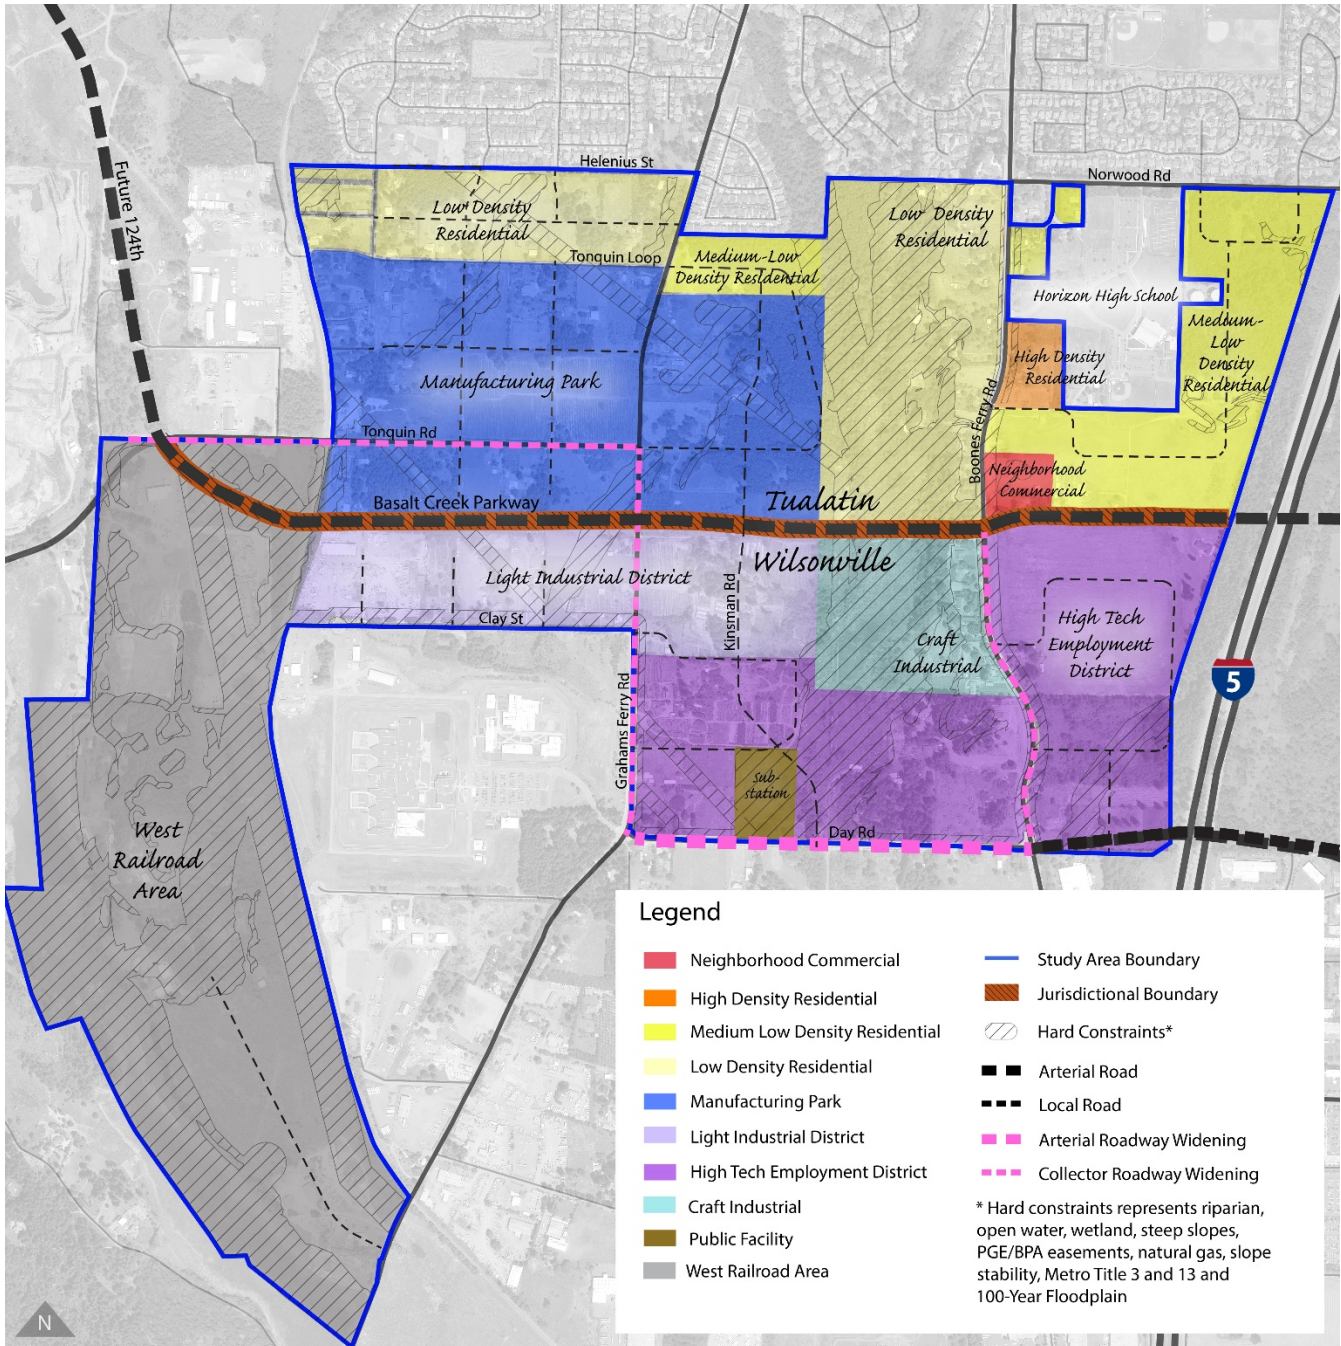 Helenius St
Norwood Rd
Future 124th
Low Density
Residential
Low Density
Residential
Tonquin Loop
Medium-Low
Density Residential
Horizon High School
Medium-
Low
Density
Residential
High Density
Residential
Manufacturing Park
Boones Ferry Rd
Tonquin Rd
Neighborhood
Commercial
Basalt Creek Parkway
Tualatin
Wilsonville
Light Industrial District
Kinsman Rd
Clay St
Craft
Industrial
High Tech
Employment
District
5
Grahams Ferry Rd
Sub-
station
Day Rd
West
Railroad
Area
Legend
Neighborhood Commercial
High Density Residential
Medium Low Density Residential
Low Density Residential
Manufacturing Park
Light Industrial District
High Tech Employment District
Craft Industrial
Public Facility
West Railroad Area
Study Area Boundary
Jurisdictional Boundary
Hard Constraints*
Arterial Road
Local Road
Arterial Roadway Widening
Collector Roadway Widening
* Hard constraints represents riparian,
open water, wetland, steep slopes,
PGE/BPA easements, natural gas, slope
stability, Metro Title 3 and 13 and
100-Year Floodplain
N